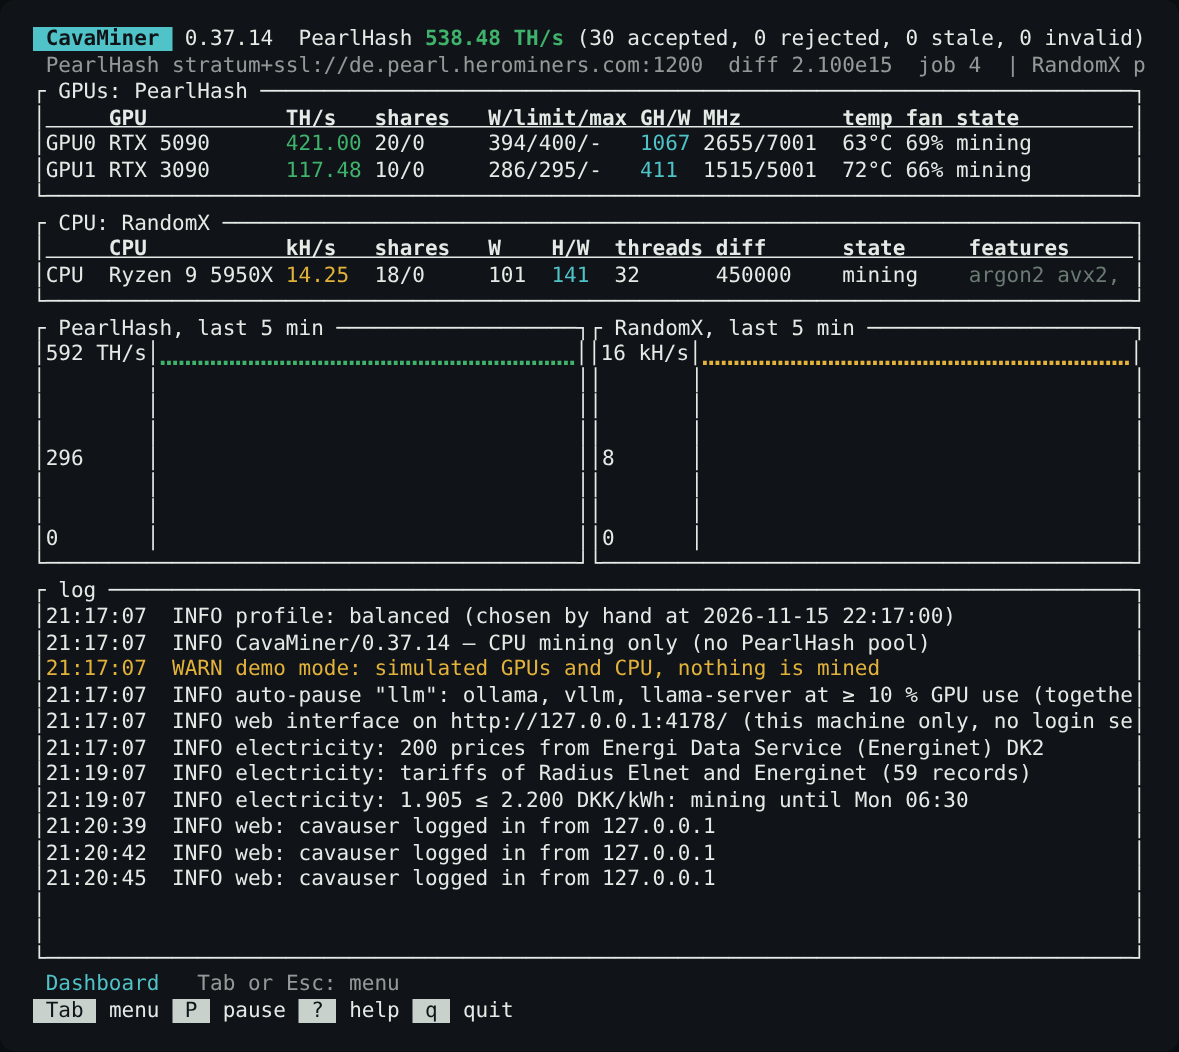 CavaMiner 0.37.14 PearlHash 538.48 TH/s (30 accepted, 0 rejected, 0 stale, 0 invalid)
PearlHash stratum+ssl://de.pearl.herominers.com:1200 diff 2.100e15 job 4 | RandomX p
GPUs: PearlHash
GPU TH/s shares W/limit/max GH/W MHz temp fan state
GPU0 RTX 5090 421.00 20/0 394/400/- 1067 2655/7001 63°C 69% mining
GPU1 RTX 3090 117.48 10/0 286/295/- 411 1515/5001 72°C 66% mining
CPU: RandomX
CPU kH/s shares W H/W threads diff state features
CPU Ryzen 9 5950X 14.25 18/0 101 141 32 450000 mining argon2 avx2,
PearlHash, last 5 min
592 TH/s
296
0
RandomX, last 5 min
16 kH/s
8
0
log
21:17:07 INFO profile: balanced (chosen by hand at 2026-11-15 22:17:00)
21:17:07 INFO CavaMiner/0.37.14 — CPU mining only (no PearlHash pool)
21:17:07 WARN demo mode: simulated GPUs and CPU, nothing is mined
21:17:07 INFO auto-pause "llm": ollama, vllm, llama-server at ≥ 10 % GPU use (togethe
21:17:07 INFO web interface on http://127.0.0.1:4178/ (this machine only, no login se
21:17:07 INFO electricity: 200 prices from Energi Data Service (Energinet) DK2
21:19:07 INFO electricity: tariffs of Radius Elnet and Energinet (59 records)
21:19:07 INFO electricity: 1.905 ≤ 2.200 DKK/kWh: mining until Mon 06:30
21:20:39 INFO web: cavauser logged in from 127.0.0.1
21:20:42 INFO web: cavauser logged in from 127.0.0.1
21:20:45 INFO web: cavauser logged in from 127.0.0.1
Dashboard Tab or Esc: menu
Tab menu P pause ? help q quit